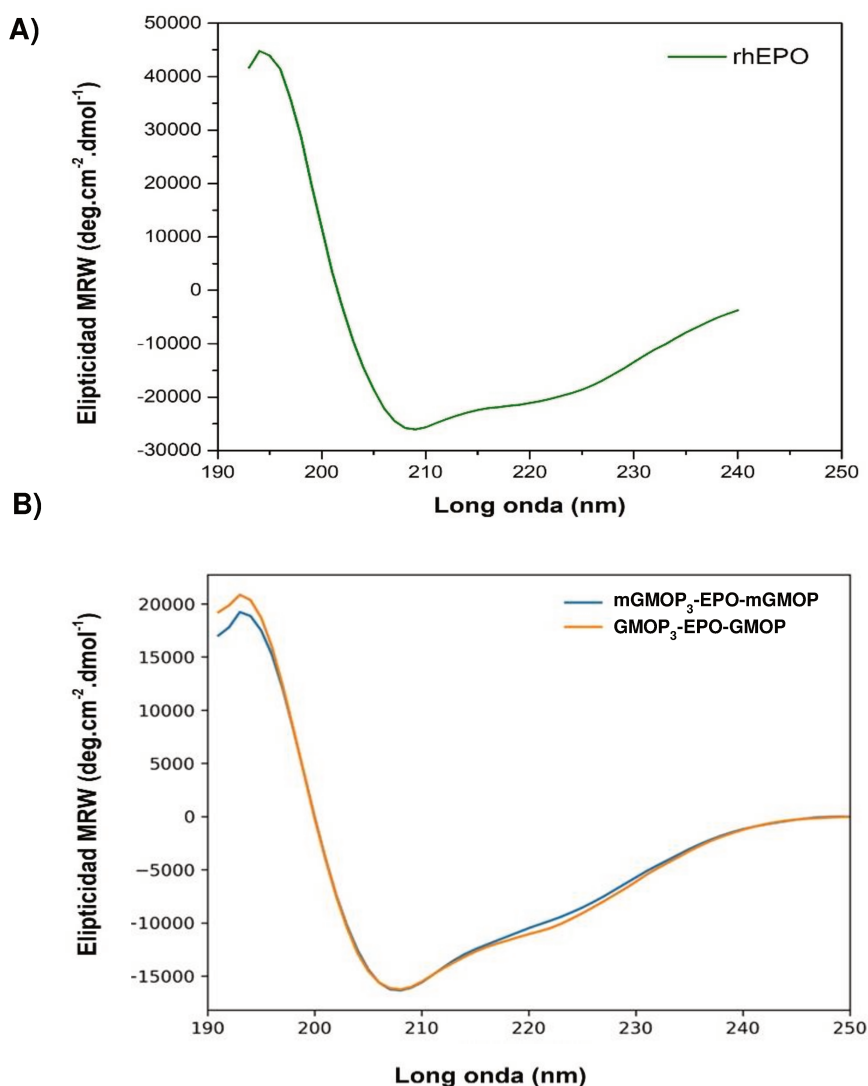 A)
Elipticidad MRW (deg.cm-2.dmol-1)
50000
40000
30000
20000
10000
0
-10000
-20000
-30000
rhEPO
190 200 210 220 230 240 250
Long onda (nm)
B)
Elipticidad MRW (deg.cm-2.dmol-1)
20000
15000
10000
5000
0
−5000
-10000
-15000
mGMOP3-EPO-mGMOP
GMOP3-EPO-GMOP
190 200 210 220 230 240 250
Long onda (nm)